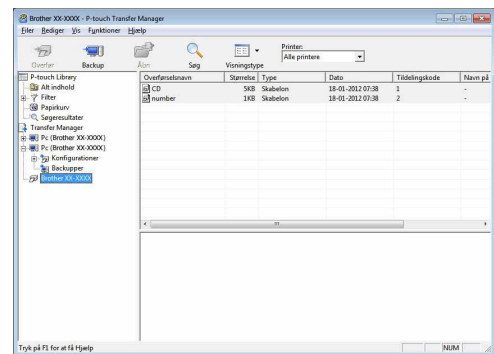 Brother XX-XXXX - P-touch Transfer Manager
Filer Rediger Vis Funktioner Hjælp
Overfør Backup Åbn Søg Visningstype
Printer:
Alle printere
P-touch Library
Alt indhold
Filter
Papirkurv
Søgeresultater
Transfer Manager
Pc (Brother XX-XXXX)
Pc (Brother XX-XXXX)
Konfigurationer
Backupper
Brother XX-XXXX
Overførselsnavn Størrelse Type Dato Tildelingskode Navn på
CD 5KB Skabelon 18-01-2012 07:38 1 -
number 1KB Skabelon 18-01-2012 07:38 2 -
Tryk på F1 for at få Hjælp
NUM